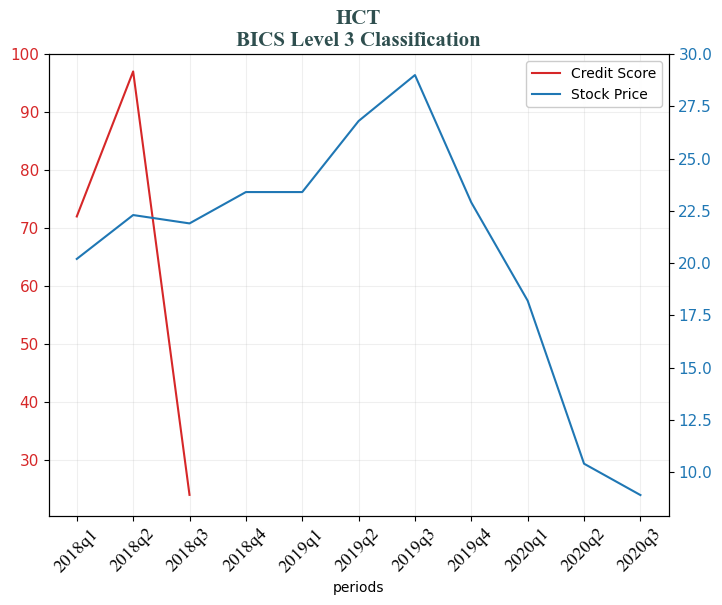 HCT
BICS Level 3 Classification
100
90
80
70
60
50
40
30
30.0
27.5
25.0
22.5
20.0
17.5
15.0
12.5
10.0
Credit Score
Stock Price
2018q1
2018q2
2018q3
2018q4
2019q1
2019q2
2019q3
2019q4
2020q1
2020q2
2020q3
periods